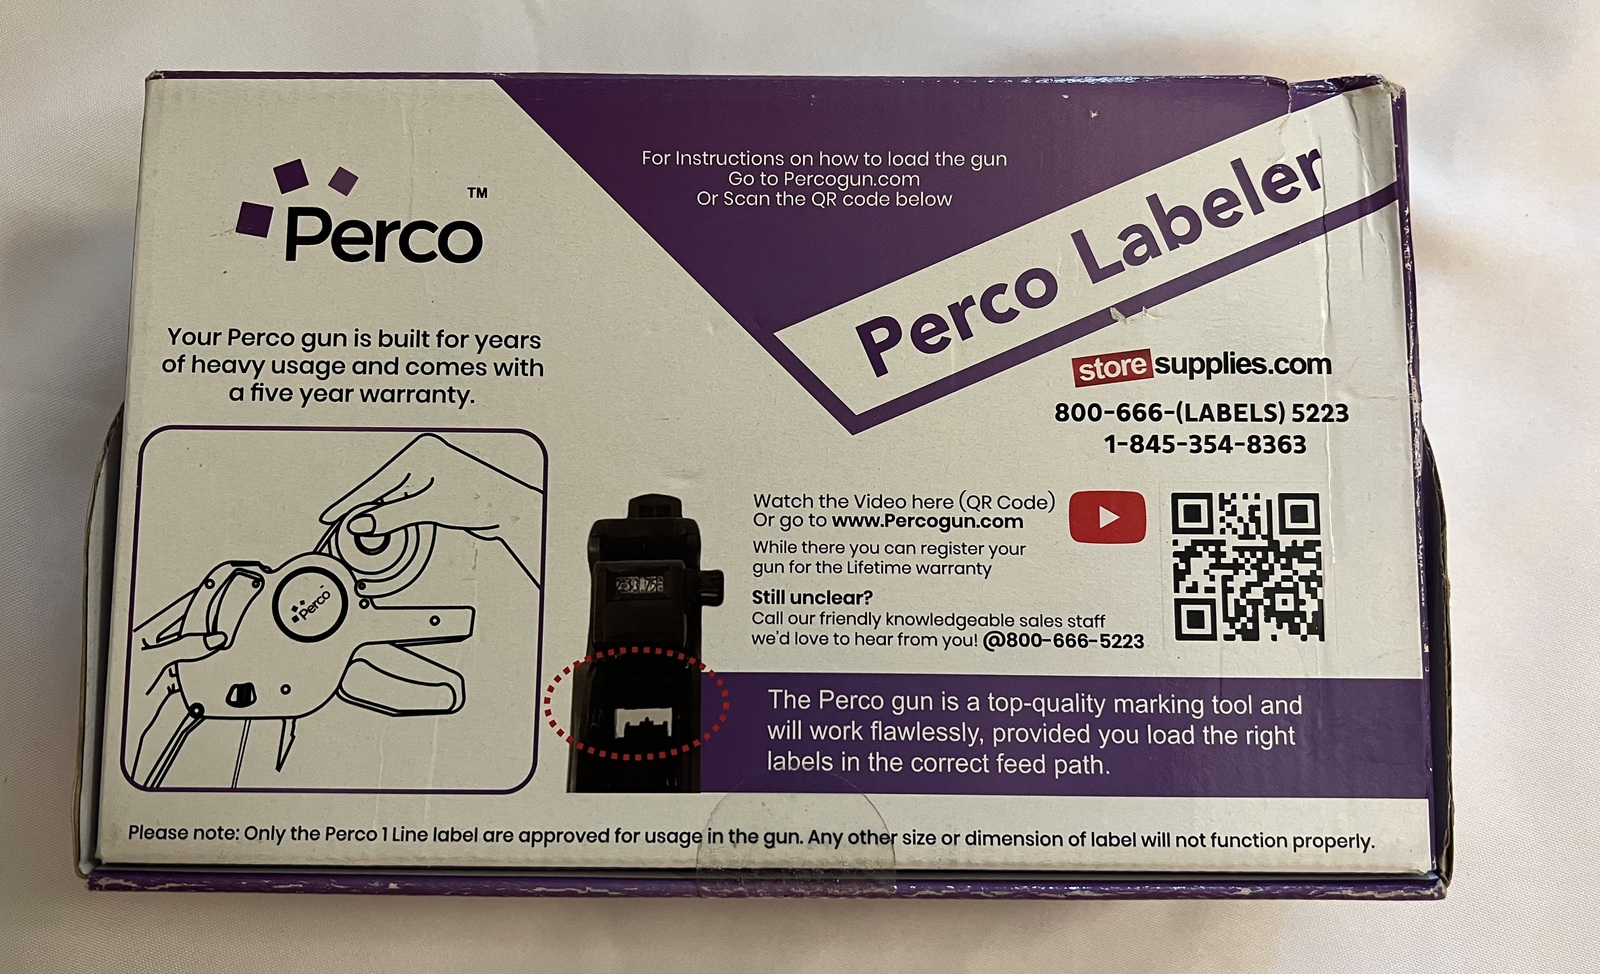 Perco
TM
For Instructions on how to load the gun
Go to Percogun.com
Or Scan the QR code below
Perco Labeler
Your Perco gun is built for years
of heavy usage and comes with
a five year warranty.
storesupplies.com
800-666-(LABELS) 5223
1-845-354-8363
Perco
Watch the Video here (QR Code)
Or go to www.Percogun.com
While there you can register your
gun for the Lifetime warranty
Still unclear?
Call our friendly knowledgeable sales staff
we'd love to hear from you! @800-666-5223
The Perco gun is a top-quality marking tool and
will work flawlessly, provided you load the right
labels in the correct feed path.
Please note: Only the Perco 1 Line label are approved for usage in the gun. Any other size or dimension of label will not function properly.